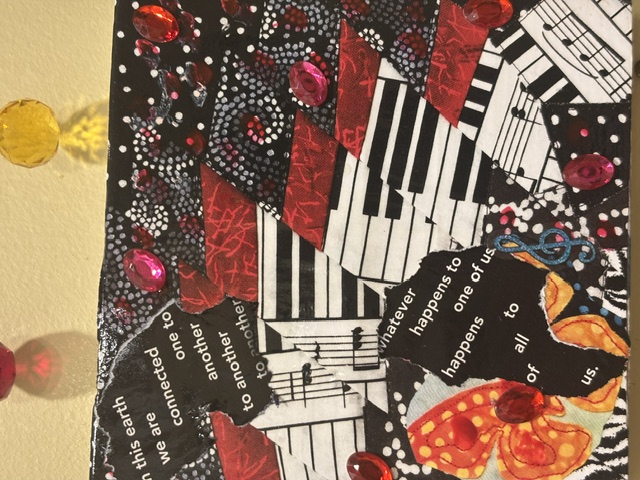 n this earth
we are
connected
one to
another
to another
to another
whatever
happens to
one of us
happens
to
all
of
us.